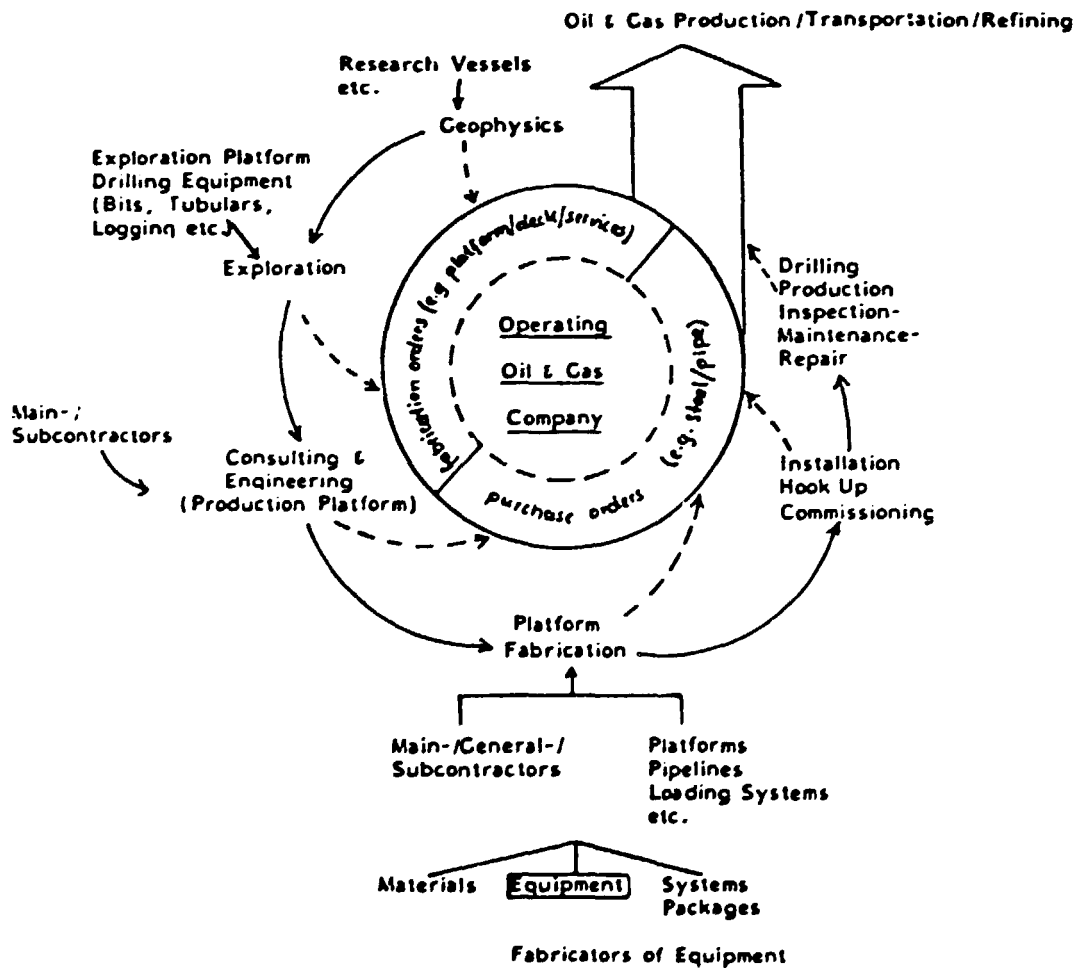 Oil & Gas Production/Transportation/Refining
Research Vessels
etc.
Geophysics
Exploration Platform
Drilling Equipment
(Bits, Tubulars,
Logging etc.)
Exploration
fabrication orders (e.g. platform/deck/services)
Operating
Oil & Gas
Company
(e.g. steel/pipe)
purchase orders
Drilling
Production
Inspection-
Maintenance-
Repair
Main-/
Subcontractors
Consulting &
Engineering
(Production Platform)
Installation
Hook Up
Commissioning
Platform
Fabrication
Main-/General-/
Subcontractors
Platforms
Pipelines
Loading Systems
etc.
Materials
Equipment
Systems
Packages
Fabricators of Equipment